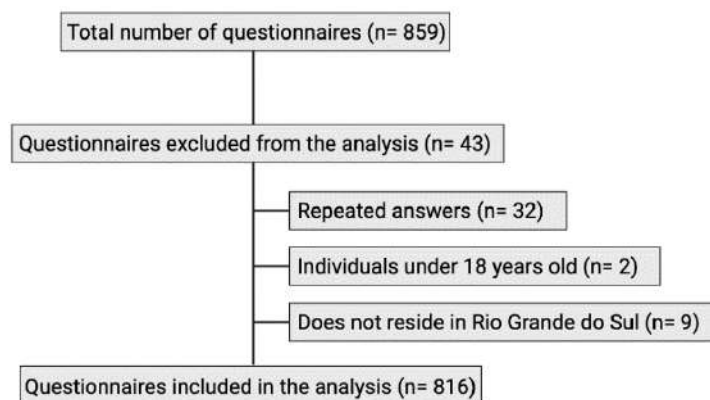 Total number of questionnaires (n= 859)
Questionnaires excluded from the analysis (n= 43)
Repeated answers (n= 32)
Individuals under 18 years old (n= 2)
Does not reside in Rio Grande do Sul (n= 9)
Questionnaires included in the analysis (n= 816)